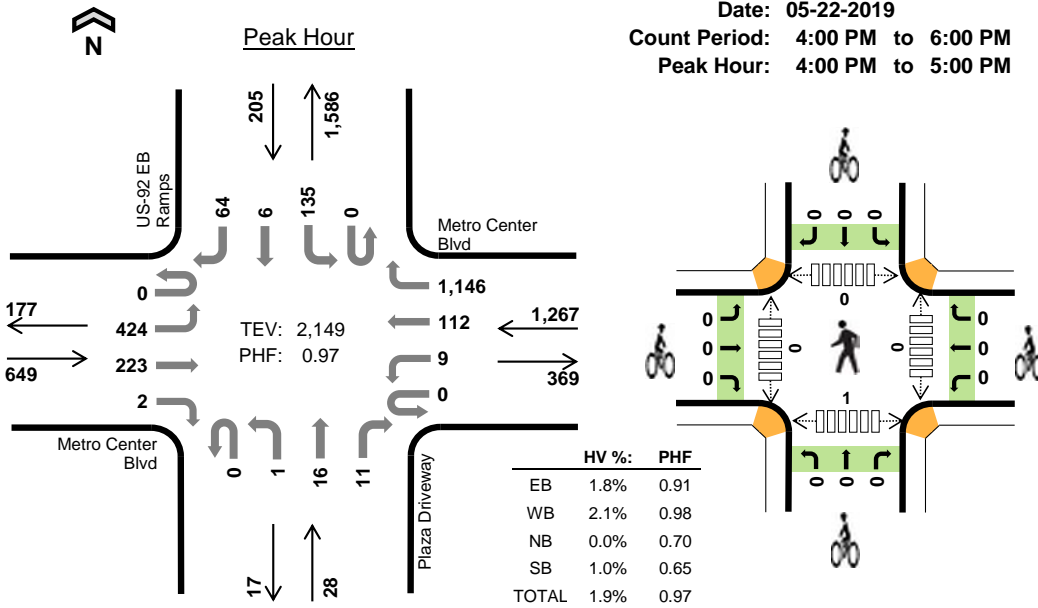 N
Peak Hour
Date: 05-22-2019
Count Period: 4:00 PM to 6:00 PM
Peak Hour: 4:00 PM to 5:00 PM
205
1,586
US-92 EB
Ramps
64
6
135
0
Metro Center
Blvd
0
424
223
2
177
649
TEV: 2,149
PHF: 0.97
1,146
112
9
0
1,267
369
Metro Center
Blvd
0
1
16
11
Plaza Driveway
17
28
HV %: PHF
EB 1.8% 0.91
WB 2.1% 0.98
NB 0.0% 0.70
SB 1.0% 0.65
TOTAL 1.9% 0.97
0
0
0
0
0
0
0
0
0
0
0
0
0
1
0
0
0